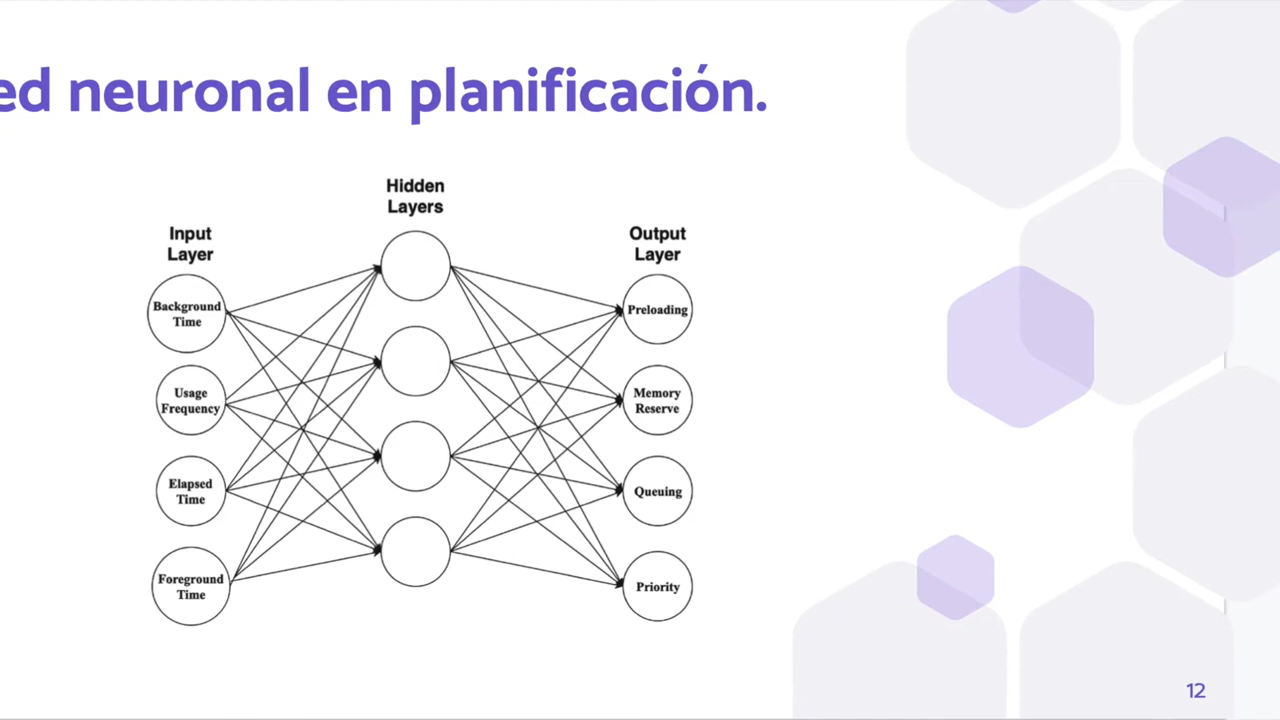 ed neuronal en planificación.
Hidden
Layers
Input
Layer
Output
Layer
Background
Time
Preloading
Usage
Frequency
Memory
Reserve
Elapsed
Time
Queuing
Foreground
Time
Priority
12